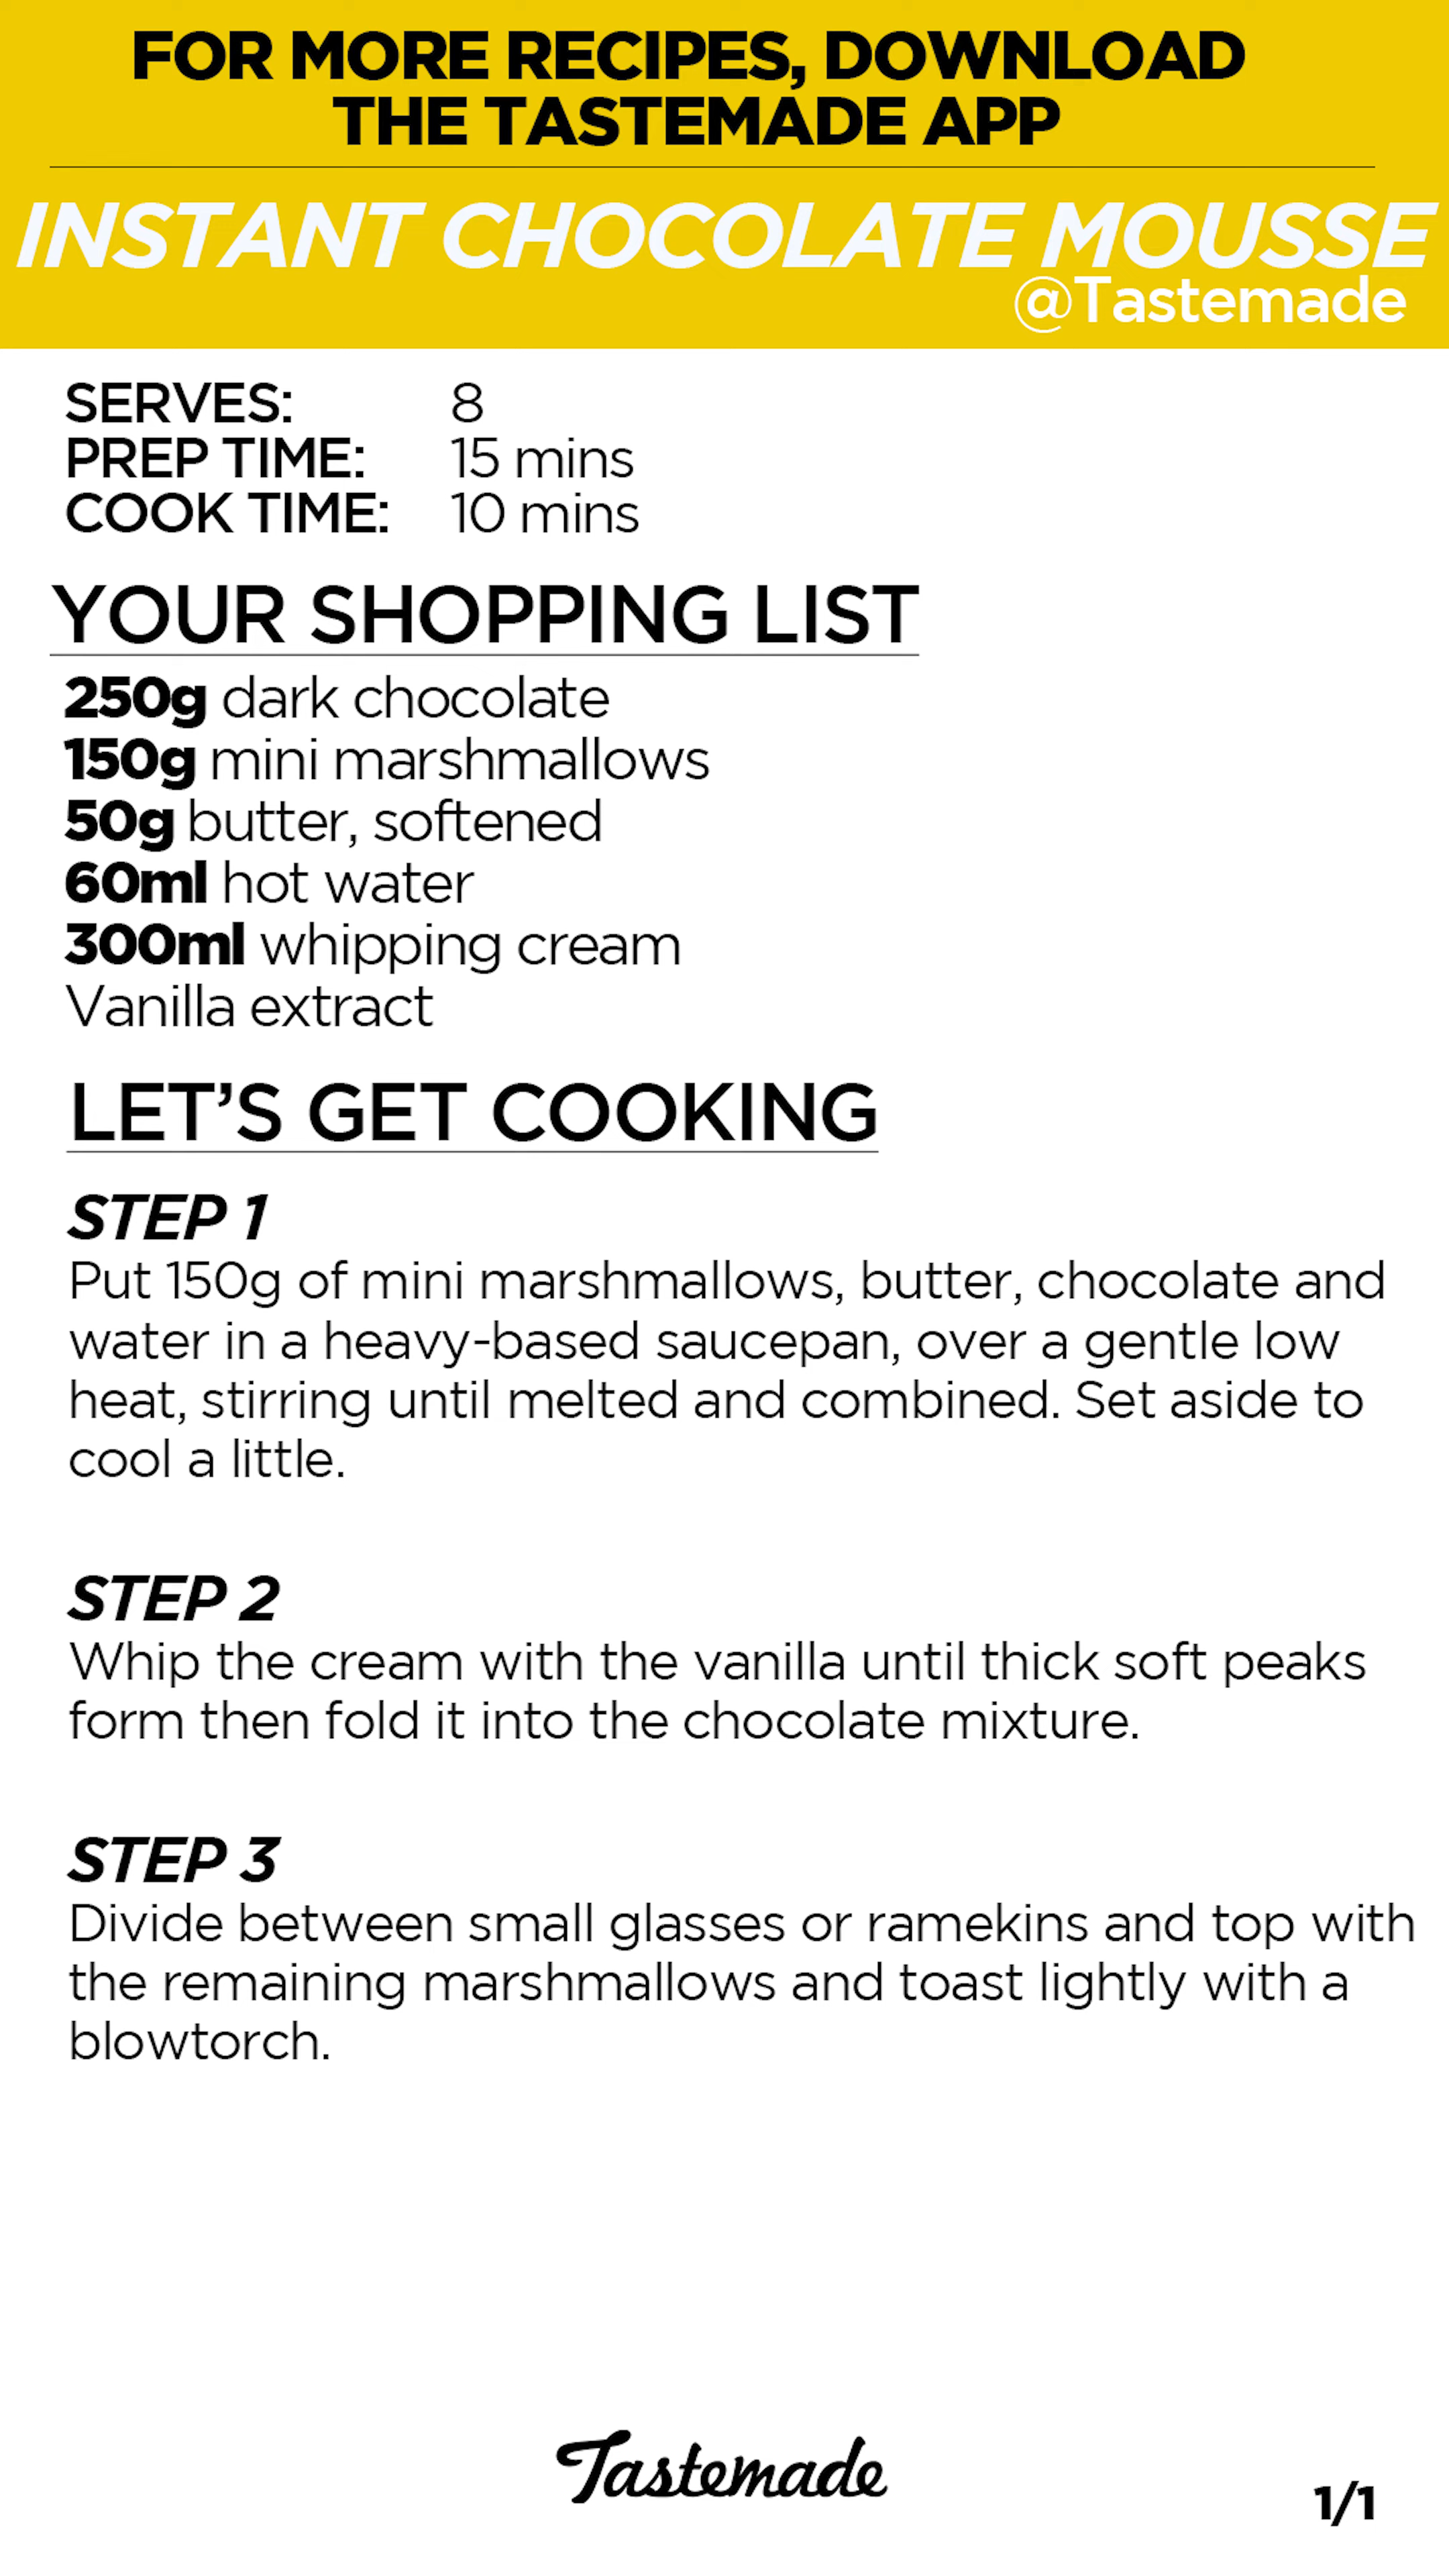 FOR MORE RECIPES, DOWNLOAD
THE TASTEMADE APP
INSTANT CHOCOLATE MOUSSE
@Tastemade
SERVES: 8
PREP TIME: 15 mins
COOK TIME: 10 mins
YOUR SHOPPING LIST
250g dark chocolate
150g mini marshmallows
50g butter, softened
60ml hot water
300ml whipping cream
Vanilla extract
LET'S GET COOKING
STEP 1
Put 150g of mini marshmallows, butter, chocolate and
water in a heavy-based saucepan, over a gentle low
heat, stirring until melted and combined. Set aside to
cool a little.
STEP 2
Whip the cream with the vanilla until thick soft peaks
form then fold it into the chocolate mixture.
STEP 3
Divide between small glasses or ramekins and top with
the remaining marshmallows and toast lightly with a
blowtorch.
Tastemade
1/1